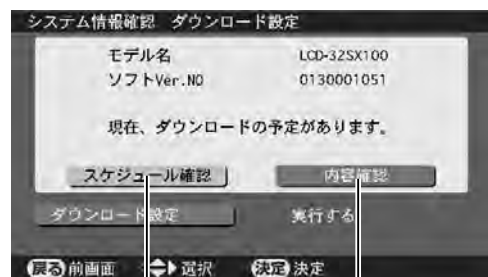 システム情報確認 ダウンロード設定
モデル名 LCD-32SX100
ソフトVer.NO 0130001051
現在、ダウンロードの予定があります。
スケジュール確認 内容確認
ダウンロード設定 実行する
戻る 前画面 選択 決定 決定